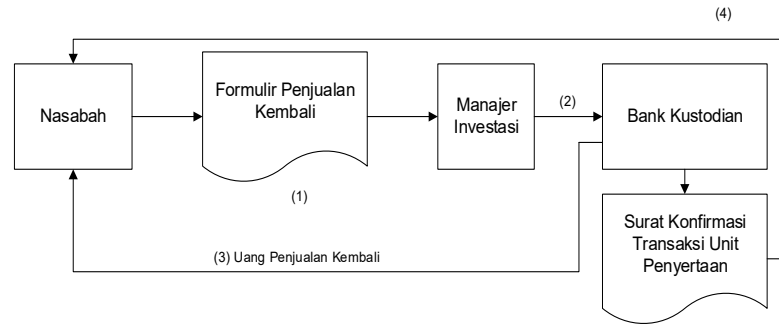 (4)
Nasabah
Formulir Penjualan
Kembali
(1)
Manajer
Investasi
(2)
Bank Kustodian
(3) Uang Penjualan Kembali
Surat Konfirmasi
Transaksi Unit
Penyertaan